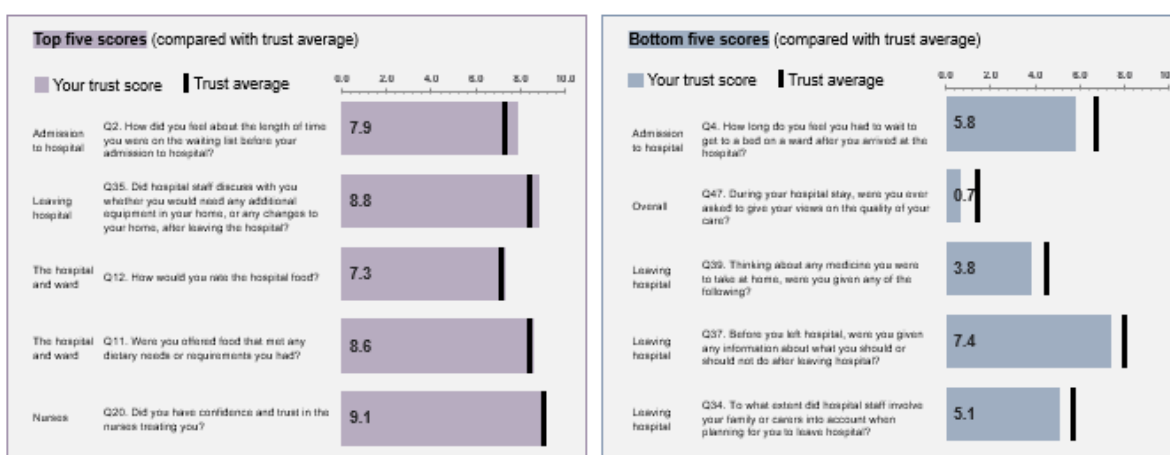 Top five scores (compared with trust average)
Your trust score Trust average
0.0 2.0 4.0 6.0 8.0 10.0
Admission
to hospital
Q2. How did you feel about the length of time
you were on the waiting list before your
admission to hospital?
7.9
Leaving
hospital
Q35. Did hospital staff discuss with you
whether you would need any additional
equipment in your home, or any changes to
your home, after leaving the hospital?
8.8
The hospital
and ward
Q12. How would you rate the hospital food?
7.3
The hospital
and ward
Q11. Were you offered food that met any
dietary needs or requirements you had?
8.6
Nurses
Q20. Did you have confidence and trust in the
nurses treating you?
9.1
Bottom five scores (compared with trust average)
Your trust score Trust average
0.0 2.0 4.0 6.0 8.0
Admission
to hospital
Q4. How long do you feel you had to wait to
get to a bed on a ward after you arrived at the
hospital?
5.8
Overall
Q47. During your hospital stay, were you ever
asked to give your views on the quality of your
care?
0.7
Leaving
hospital
Q39. Thinking about any medicine you were
to take at home, were you given any of the
following?
3.8
Leaving
hospital
Q37. Before you left hospital, were you given
any information about what you should or
should not do after leaving hospital?
7.4
Leaving
hospital
Q34. To what extent did hospital staff involve
your family or carers into account when
planning for you to leave hospital?
5.1